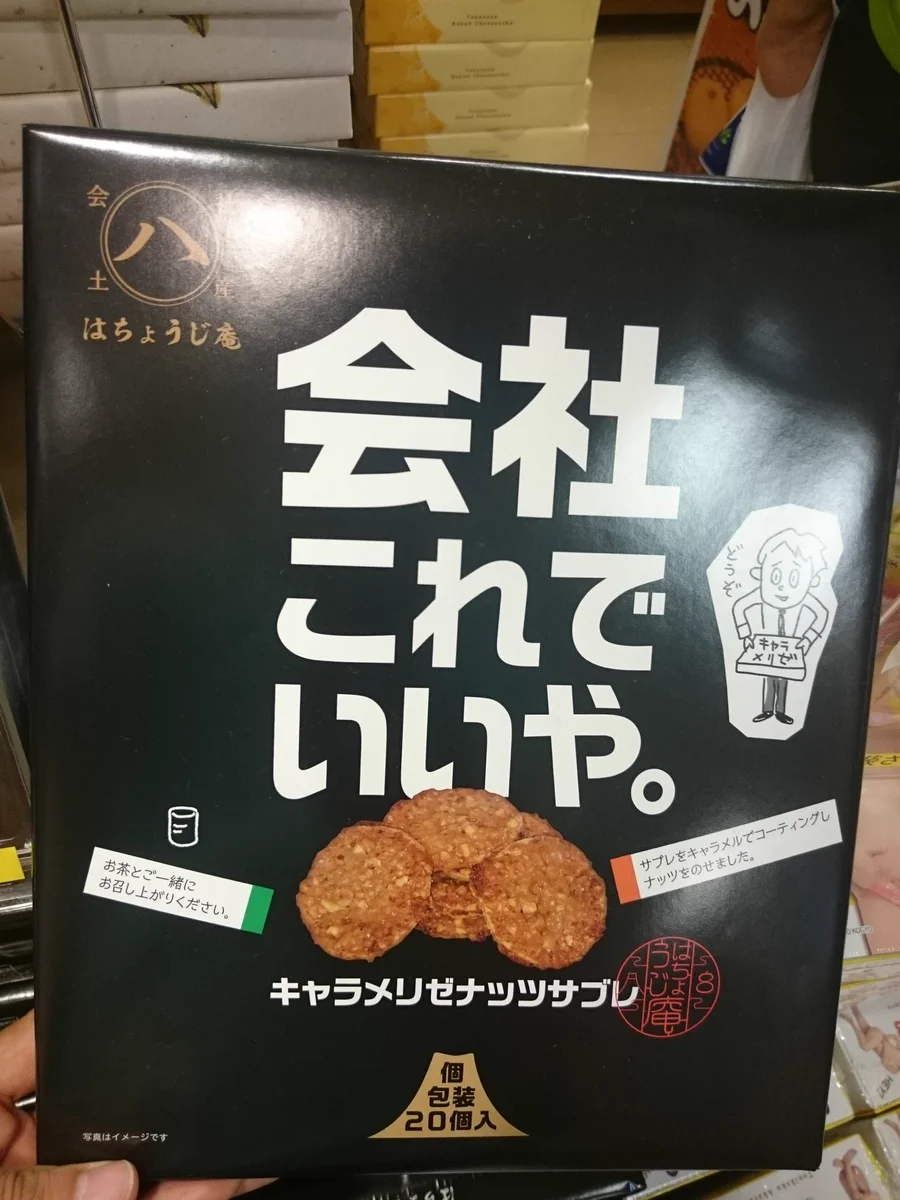 Yukinoya
Baked Cheesecake
会 社
八
土 産
はちょうじ庵
会社
これで
いいや。
どうぞ
キャラ
メリゼ
お茶とご一緒に
お召し上がりください。
サブレをキャラメルでコーティングし
ナッツをのせました。
キャラメリゼナッツサブレ
はちょ
うじ
庵
個
包装
20個入
写真はイメージです